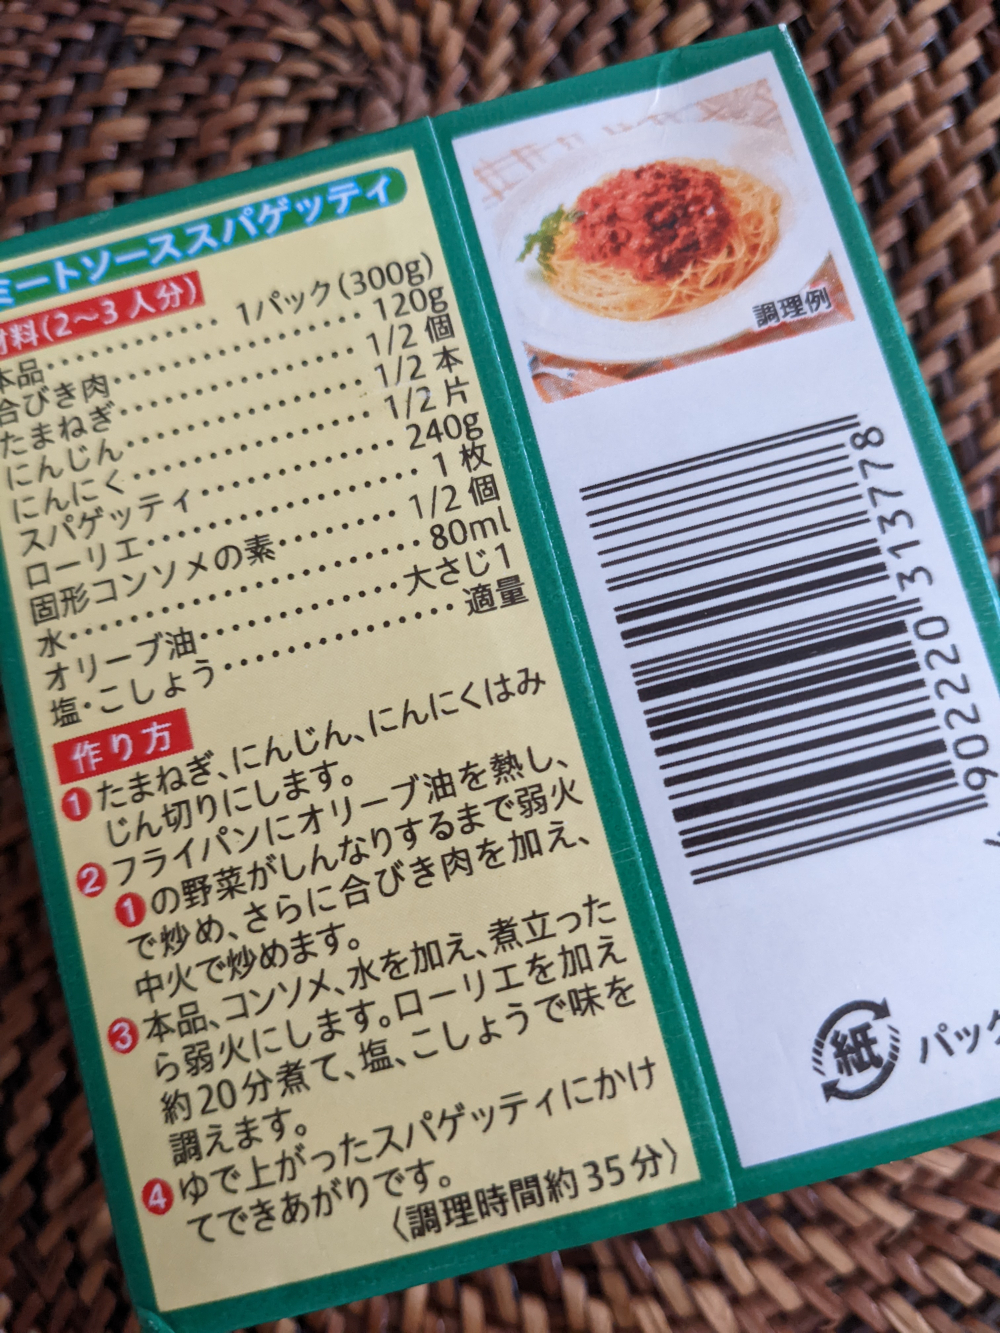 ミートソーススパゲッティ
材料(2～3人分)
本品・・・・・・・・・・ 1パック(300g)
合びき肉・・・・・・・・・・・・・・・ 120g
たまねぎ・・・・・・・・・・・・・・ 1/2 個
にんじん・・・・・・・・・・・・・・ 1/2 本
にんにく・・・・・・・・・・・・・・ 1/2 片
スパゲッティ・・・・・・・・・・・・ 240g
ローリエ・・・・・・・・・・・・・・・・ 1 枚
固形コンソメの素・・・・・・・・ 1/2 個
水・・・・・・・・・・・・・・・・・・・・ 80ml
オリーブ油・・・・・・・・・・・ 大さじ1
塩・こしょう・・・・・・・・・・・・・ 適量
作り方
1 たまねぎ、にんじん、にんにくはみ
じん切りにします。
2 フライパンにオリーブ油を熱し、
1の野菜がしんなりするまで弱火
で炒め、さらに合びき肉を加え、
中火で炒めます。
3 本品、コンソメ、水を加え、煮立った
ら弱火にします。ローリエを加え
約20分煮て、塩、こしょうで味を
調えます。
4 ゆで上がったスパゲッティにかけ
てできあがりです。
〈調理時間約35分〉
調理例
902220 313778
紙
パック